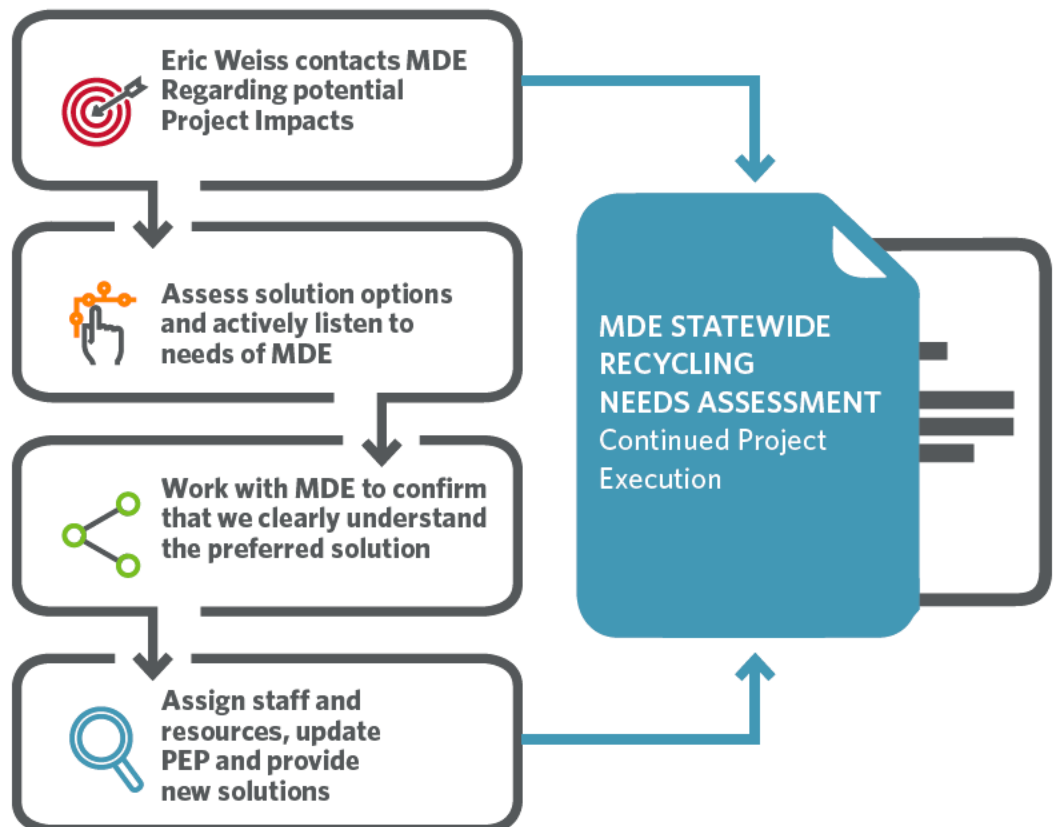 Eric Weiss contacts MDE
Regarding potential
Project Impacts
Assess solution options
and actively listen to
needs of MDE
Work with MDE to confirm
that we clearly understand
the preferred solution
Assign staff and
resources, update
PEP and provide
new solutions
MDE STATEWIDE
RECYCLING
NEEDS ASSESSMENT
Continued Project
Execution